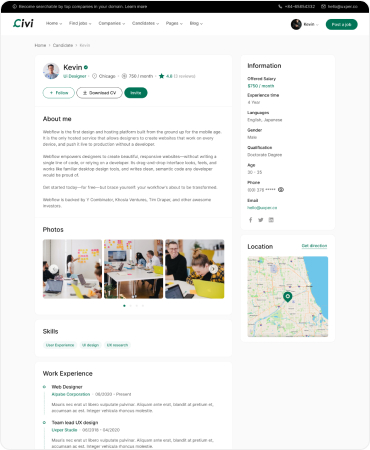 Become searchable by top companies in your domain. Learn more
+84-65654332
hello@uxper.co
Civi
Home
Find jobs
Companies
Candidates
Pages
Blog
Kevin
Post a job
Home
Candidate
Kevin
Kevin
UI Designer
Chicago
$750 / month
4.8 (3 reviews)
+ Follow
Download CV
Invite
About me
Webflow is the first design and hosting platform built from the ground up for the mobile age.
It is the only hosted service that allows designers to create websites that work on every
device, and push it live to production without a developer.
Webflow empowers designers to create beautiful, responsive websites—without writing a
single line of code, or relying on a developer. Its drag-and-drop interface looks, feels, and
works like familiar desktop design tools, and writes clean, semantic code any developer
would be proud of.
Get started today—for free—but brace yourself: your workflow's about to be transformed.
Webflow is backed by Y Combinator, Khosla Ventures, Tim Draper, and other awesome
investors.
Photos
Skills
User Experience
UI design
UX research
Work Experience
Web Designer
Arpaso Corporation
08/2020 - Present
Mauris nec erat ut libero vulputate pulvinar. Aliquam ante erat, blandit at pretium et,
accumsan ac est. Integer vehicula rhoncus molestie.
Team lead UX design
Uxper Studio
06/2018 - 04/2020
Mauris nec erat ut libero vulputate pulvinar. Aliquam ante erat, blandit at pretium et,
accumsan ac est. Integer vehicula rhoncus molestie.
Information
Offered Salary
$750 / month
Experience time
4 Year
Languages
English, Japanese
Gender
Male
Qualification
Doctorate Degree
Age
20 - 35
Phone
(00) 278 *****
Email
hello@uxper.co
Location
Get direction